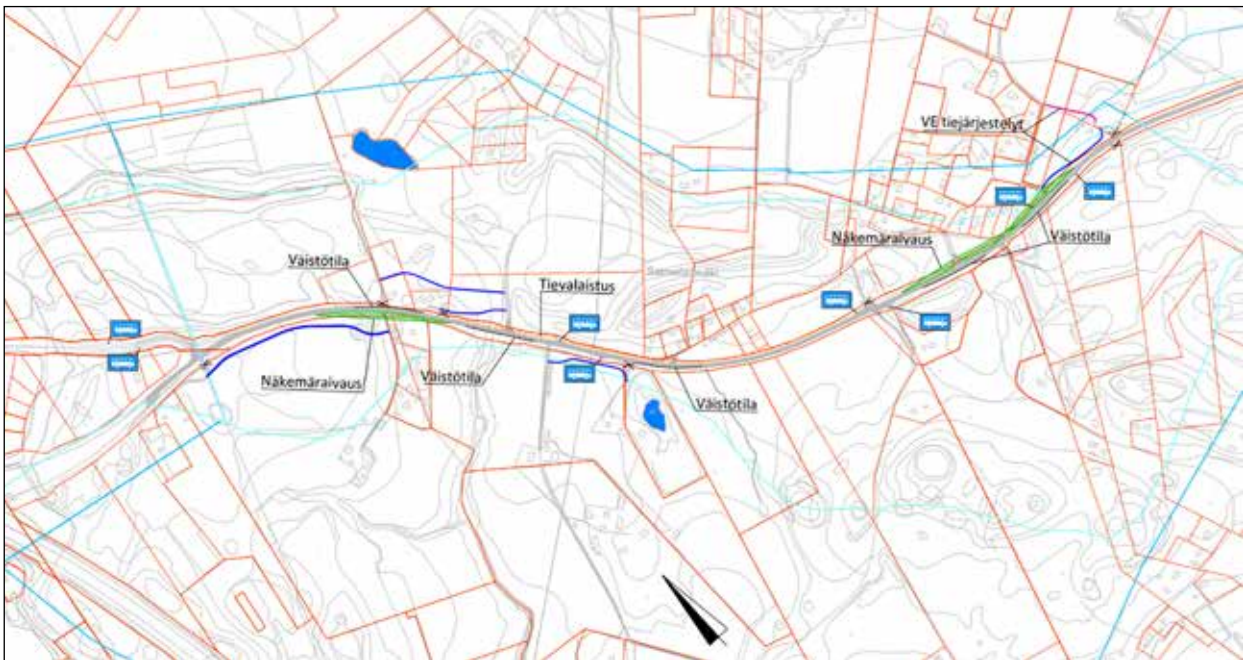 VE tiejärjestelyt
Näkemäraivaus
Väistötila
Väistötila
Tievalaistus
Näkemäraivaus
Väistötila
Väistötila